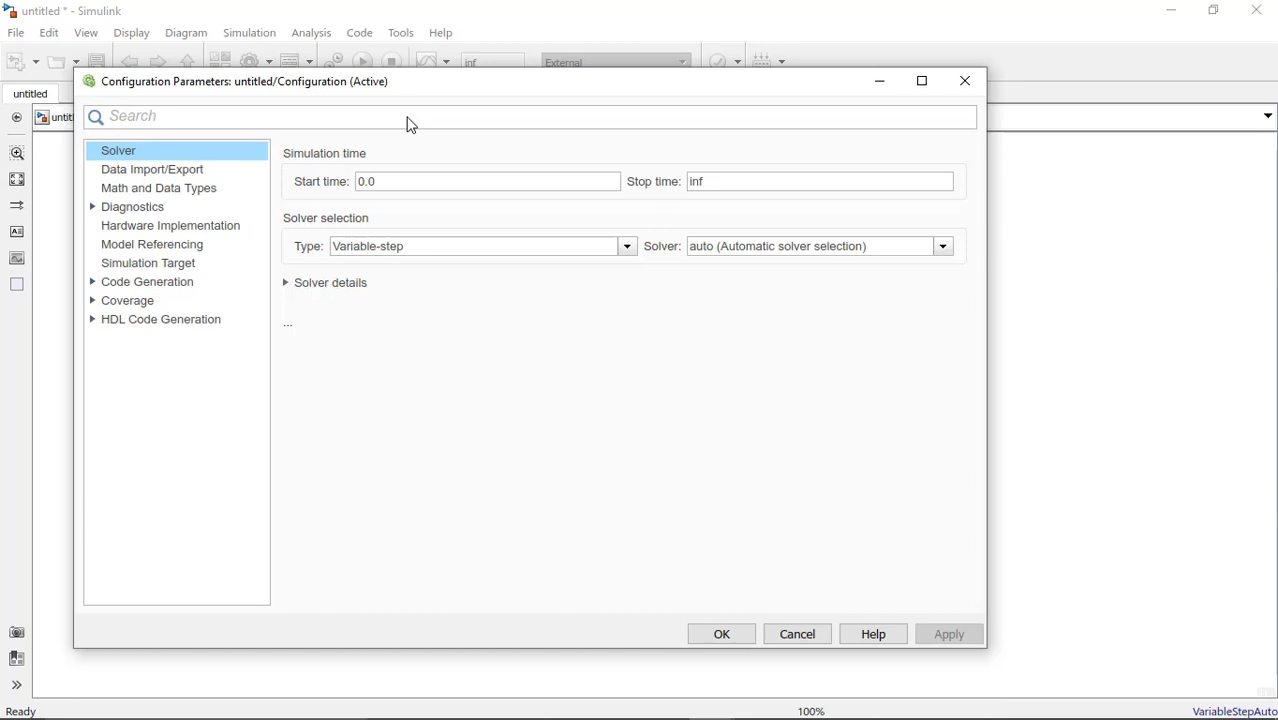 untitled * - Simulink
File Edit View Display Diagram Simulation Analysis Code Tools Help
inf External
Configuration Parameters: untitled/Configuration (Active)
untitled
Search
Solver
Data Import/Export
Math and Data Types
Diagnostics
Hardware Implementation
Model Referencing
Simulation Target
Code Generation
Coverage
HDL Code Generation
Simulation time
Start time: 0.0 Stop time: inf
Solver selection
Type: Variable-step Solver: auto (Automatic solver selection)
Solver details
...
OK Cancel Help Apply
Ready 100% VariableStepAuto